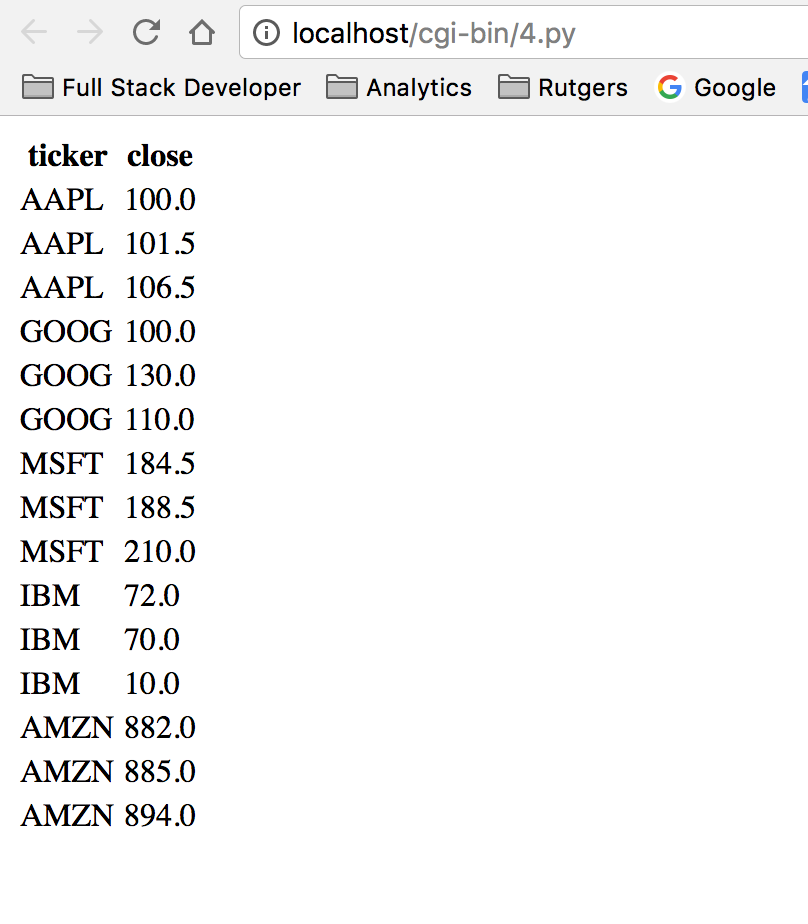 localhost/cgi-bin/4.py
Full Stack Developer Analytics Rutgers Google
ticker close
AAPL 100.0
AAPL 101.5
AAPL 106.5
GOOG 100.0
GOOG 130.0
GOOG 110.0
MSFT 184.5
MSFT 188.5
MSFT 210.0
IBM 72.0
IBM 70.0
IBM 10.0
AMZN 882.0
AMZN 885.0
AMZN 894.0